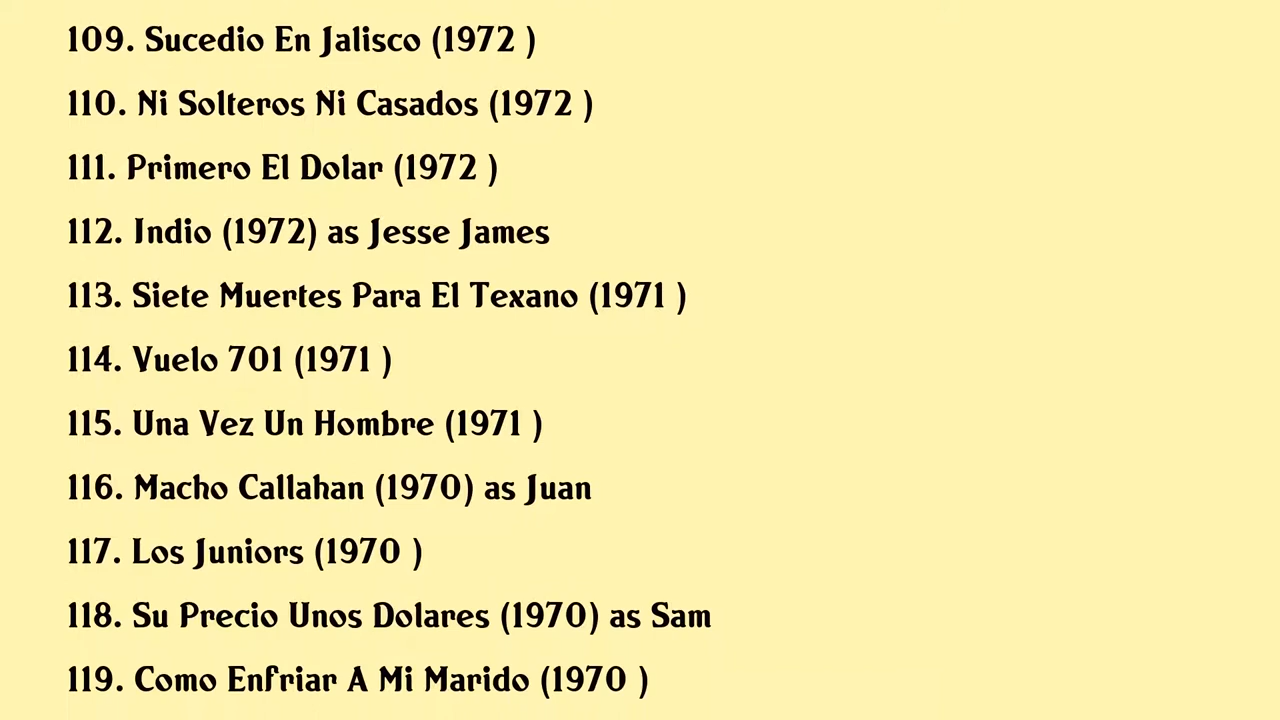 109. Sucedio En Jalisco (1972 )
110. Ni Solteros Ni Casados (1972 )
111. Primero El Dolar (1972 )
112. Indio (1972) as Jesse James
113. Siete Muertes Para El Texano (1971 )
114. Vuelo 701 (1971 )
115. Una Vez Un Hombre (1971 )
116. Macho Callahan (1970) as Juan
117. Los Juniors (1970 )
118. Su Precio Unos Dolares (1970) as Sam
119. Como Enfriar A Mi Marido (1970 )